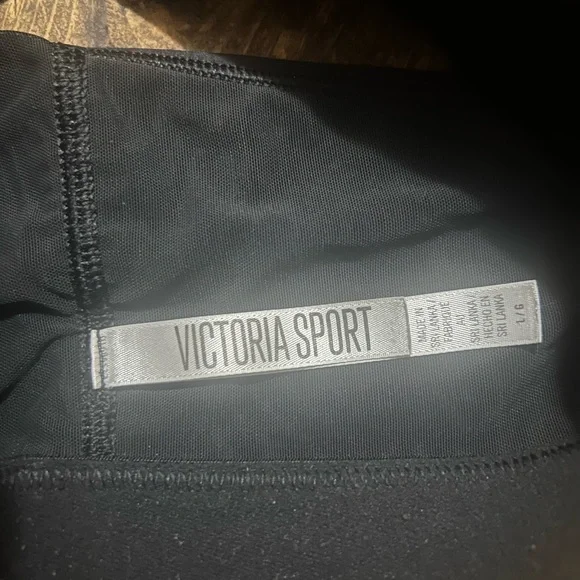 VICTORIA SPORT
MADE IN
SRI LANKA /
FABRIQUÉ
AU
SRI LANKA /
HECHO EN
SRI LANKA
L / G